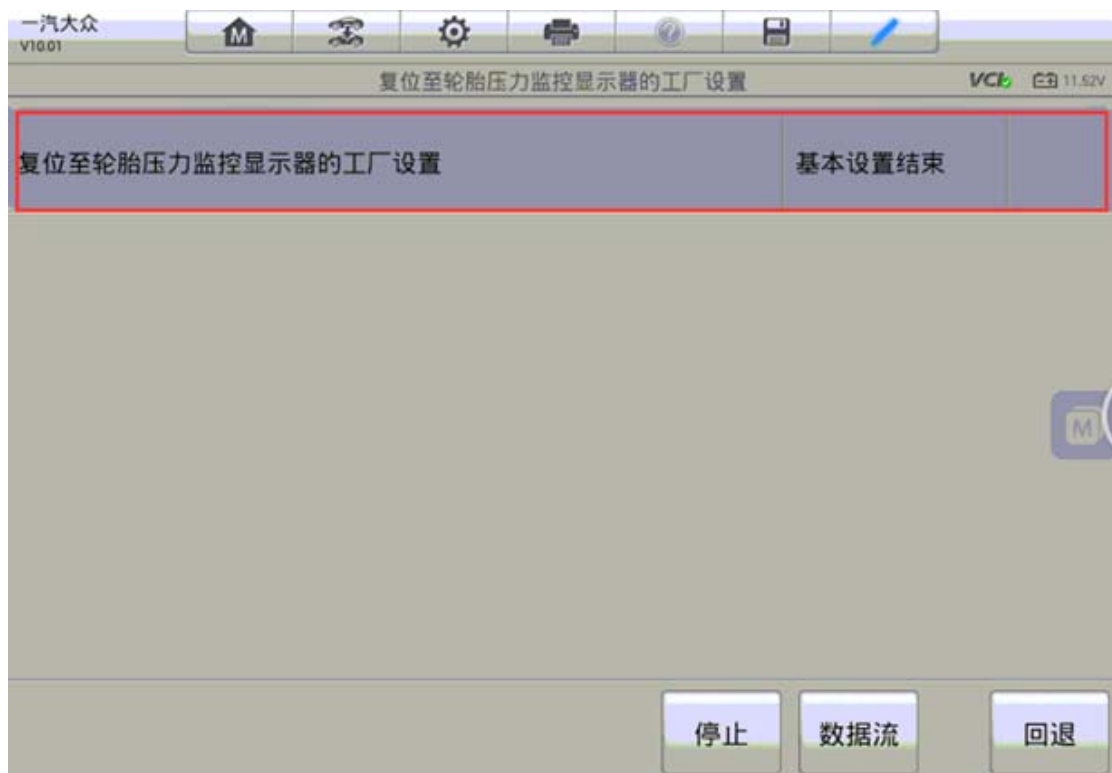 一汽大众
V10.01
M
复位至轮胎压力监控显示器的工厂设置
VCI 11.52V
复位至轮胎压力监控显示器的工厂设置 基本设置结束
M
停止 数据流 回退